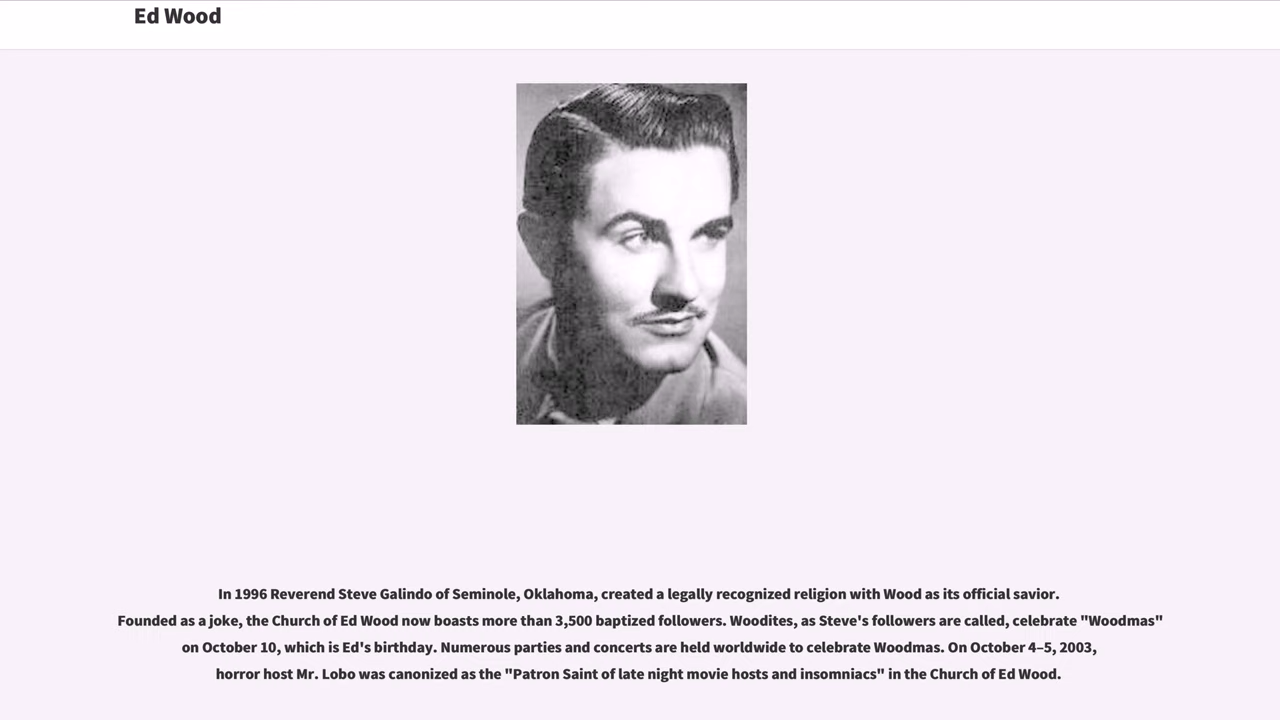 Ed Wood
In 1996 Reverend Steve Galindo of Seminole, Oklahoma, created a legally recognized religion with Wood as its official savior.
Founded as a joke, the Church of Ed Wood now boasts more than 3,500 baptized followers. Woodites, as Steve's followers are called, celebrate "Woodmas"
on October 10, which is Ed's birthday. Numerous parties and concerts are held worldwide to celebrate Woodmas. On October 4–5, 2003,
horror host Mr. Lobo was canonized as the "Patron Saint of late night movie hosts and insomniacs" in the Church of Ed Wood.